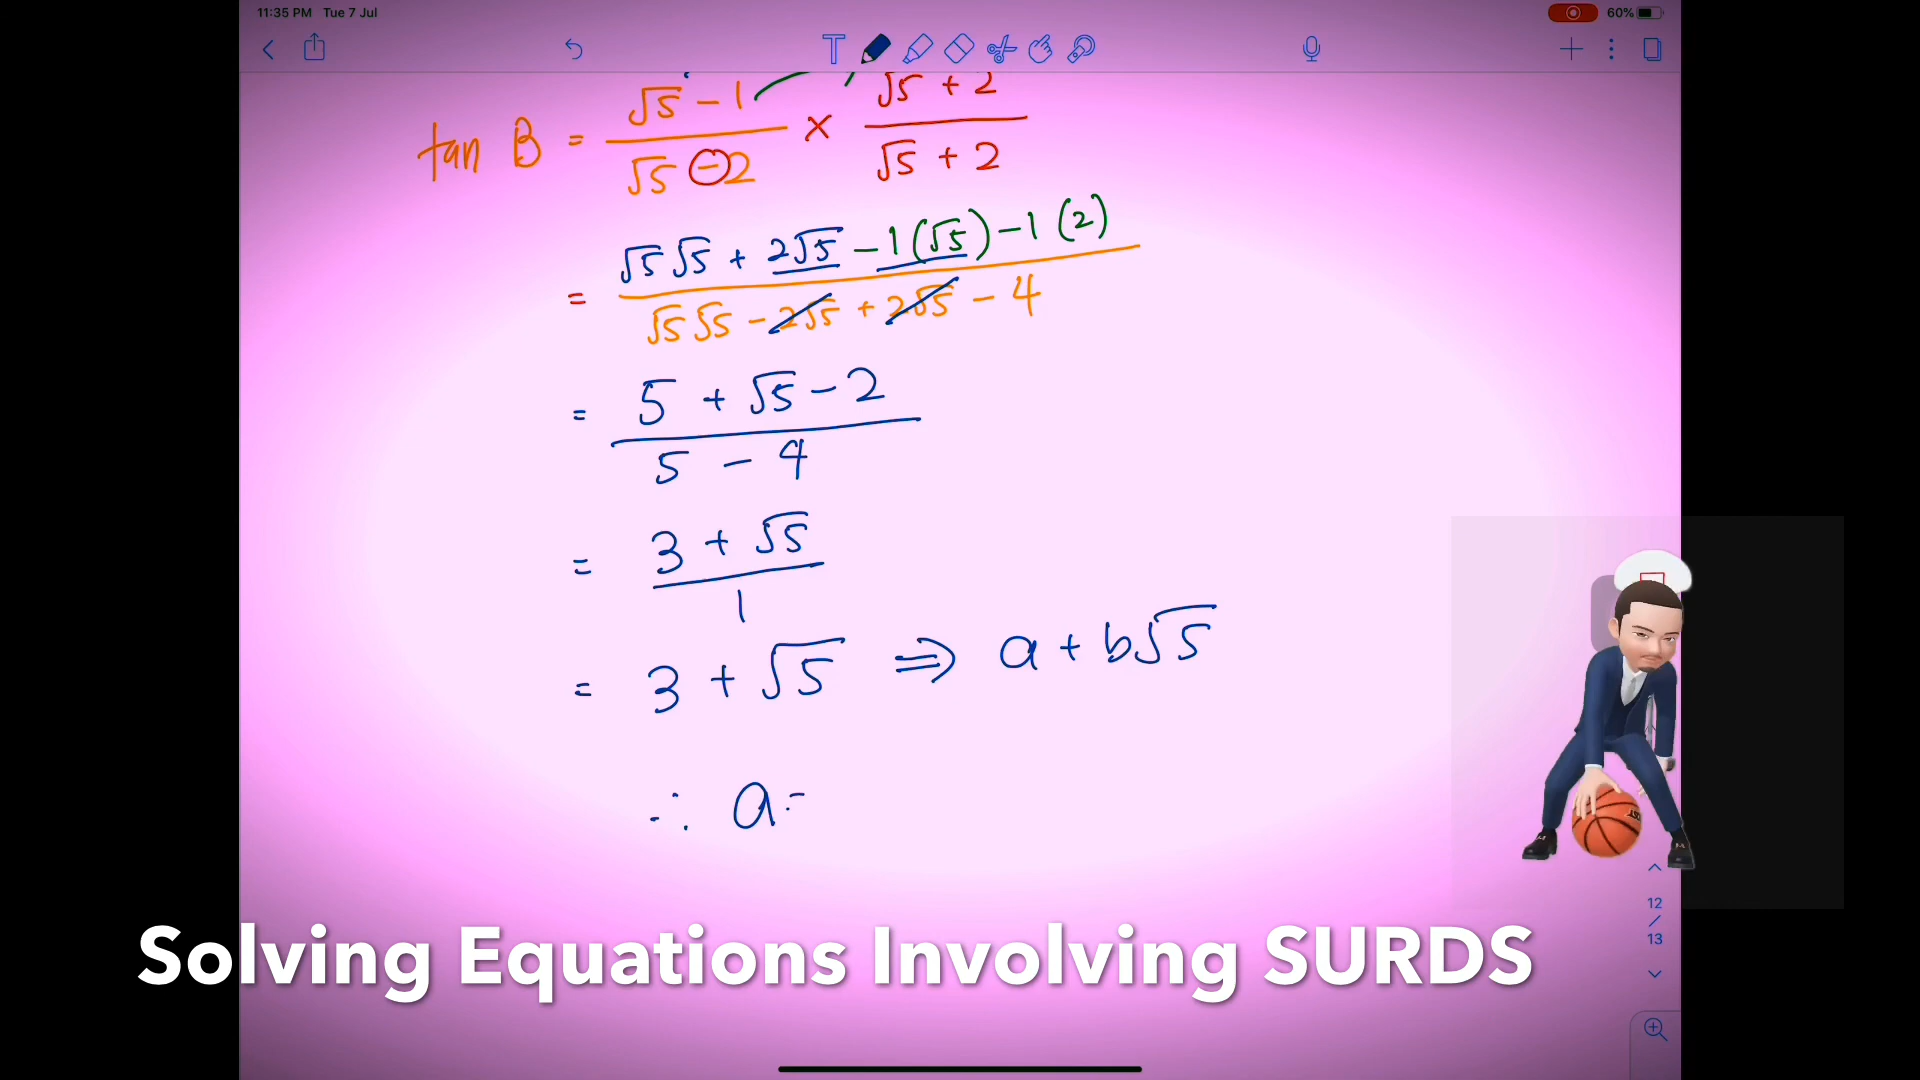 11:35 PM Tue 7 Jul 60%
T
tan B = √5 - 1 / √5 - 2 × √5 + 2 / √5 + 2
= √5 √5 + 2√5 - 1(√5) - 1(2) / √5 √5 - 2√5 + 2√5 - 4
= 5 + √5 - 2 / 5 - 4
= 3 + √5 / 1
= 3 + √5 ⇒ a + b√5
∴ a =
12
/
13
Solving Equations Involving SURDS